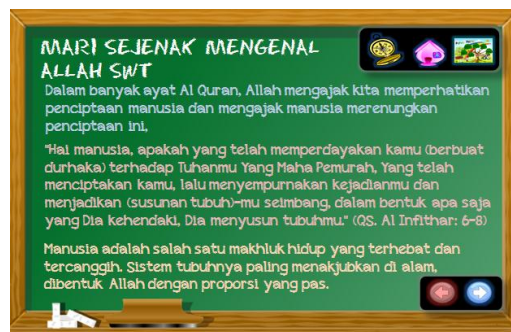 MARI SEJENAK MENGENAL
ALLAH SWT
Dalam banyak ayat Al Quran, Allah mengajak kita memperhatikan
penciptaan manusia dan mengajak manusia merenungkan
penciptaan ini,
"Hai manusia, apakah yang telah memperdayakan kamu (berbuat
durhaka) terhadap Tuhanmu Yang Maha Pemurah, Yang telah
menciptakan kamu, lalu menyempurnakan kejadianmu dan
menjadikan (susunan tubuh)-mu seimbang, dalam bentuk apa saja
yang Dia kehendaki, Dia menyusun tubuhmu." (QS. Al Infithar: 6-8)
Manusia adalah salah satu makhluk hidup yang terhebat dan
tercanggih. Sistem tubuhnya paling menakjubkan di alam,
dibentuk Allah dengan proporsi yang pas.